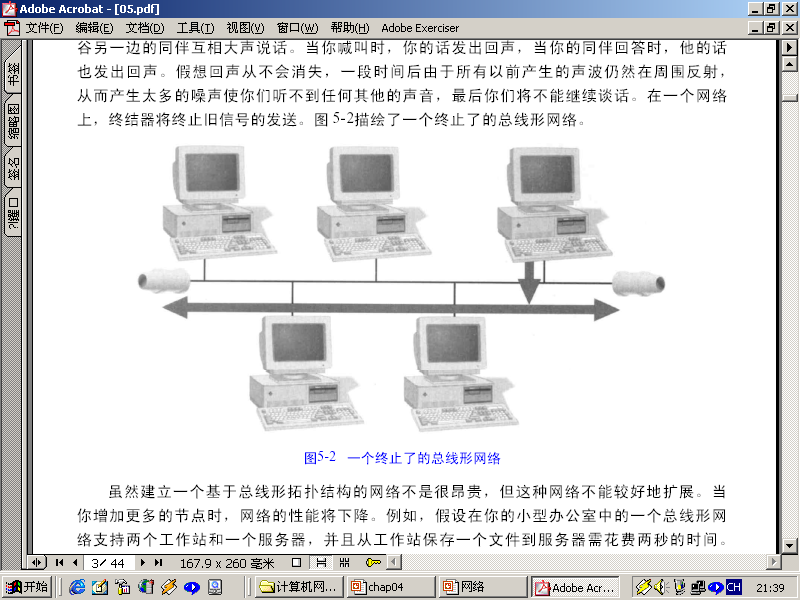 Adobe Acrobat - [05.pdf]
文件(F) 编辑(E) 文档(D) 工具(T) 视图(V) 窗口(W) 帮助(H) Adobe Exerciser
书签
缩略图
签名
谷另一边的同伴互相大声说话。当你喊叫时，你的话发出回声，当你的同伴回答时，他的话
也发出回声。假想回声从不会消失，一段时间后由于所有以前产生的声波仍然在周围反射，
从而产生太多的噪声使你们听不到任何其他的声音，最后你们将不能继续谈话。在一个网络
上，终结器将终止旧信号的发送。图 5-2描绘了一个终止了的总线形网络。
图5-2 一个终止了的总线形网络
虽然建立一个基于总线形拓扑结构的网络不是很昂贵，但这种网络不能较好地扩展。当
你增加更多的节点时，网络的性能将下降。例如，假设在你的小型办公室中的一个总线形网
络支持两个工作站和一个服务器，并且从工作站保存一个文件到服务器需花费两秒的时间。
3/ 44 167.9 x 260 毫米
开始 计算机网... chap04 网络 Adobe Acr... CH 21:39